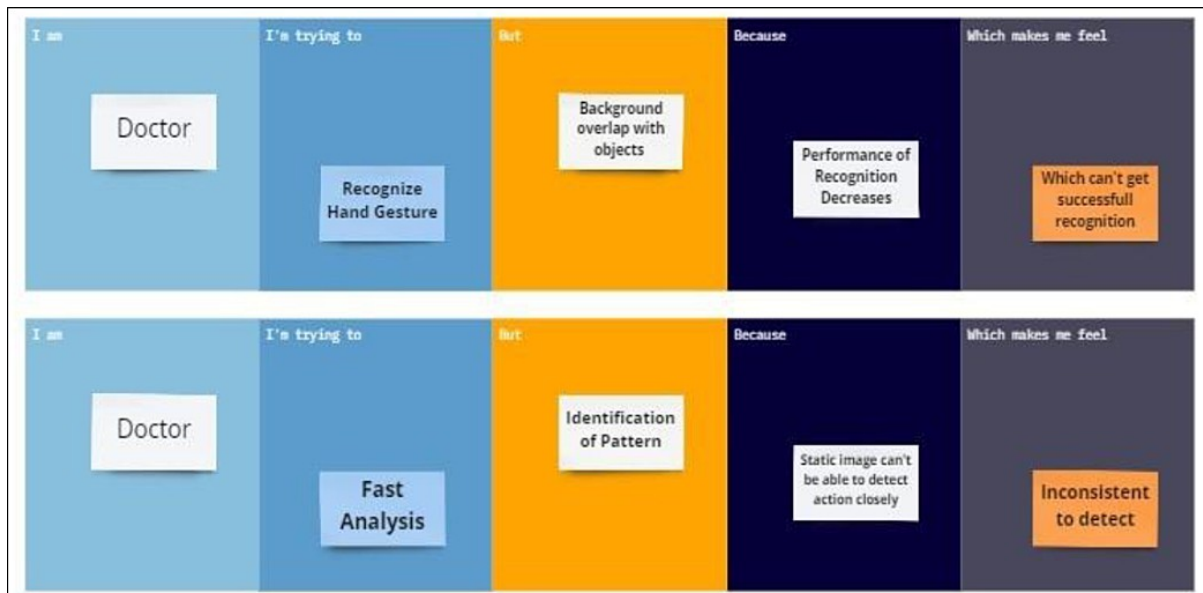 I am
I'm trying to
But
Because
Which makes me feel
Doctor
Recognize
Hand Gesture
Background
overlap with
objects
Performance of
Recognition
Decreases
Which can't get
successfull
recognition
I am
I'm trying to
But
Because
Which makes me feel
Doctor
Fast
Analysis
Identification
of Pattern
Static image can't
be able to detect
action closely
Inconsistent
to detect